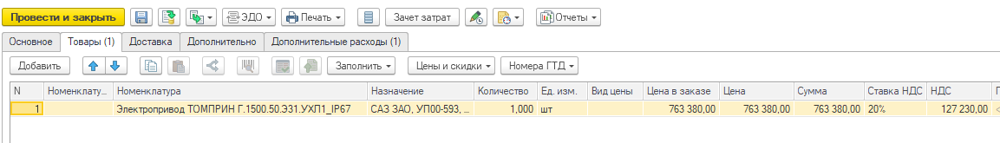 Провести и закрыть ЭДО Печать Зачет затрат Отчеты
Основное Товары (1) Доставка Дополнительно Дополнительные расходы (1)
Добавить Заполнить Цены и скидки Номера ГТД
N Номенклату... Номенклатура Назначение Количество Ед. изм. Вид цены Цена в заказе Цена Сумма Ставка НДС НДС
1 Электропривод ТОМПРИН Г.1500.50.Э31.УХП1_IP67 САЗ ЗАО, УП00-593, ... 1,000 шт 763 380,00 763 380,00 763 380,00 20% 127 230,00